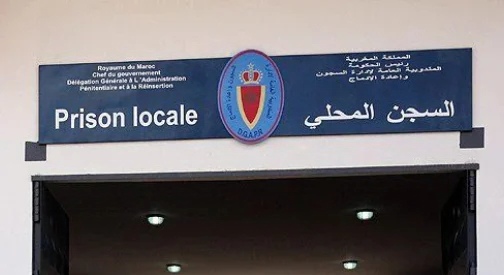 Royaume du Maroc
Chef du gouvernement
Délégation Générale à L'Administration
Pénitentiaire et à la Réinsertion
Prison locale
D.G.A.P.R
المملكة المغربية
رئيس الحكومة
المندوبية العامة لإدارة السجون
وإعادة الإدماج
السجن المحلي